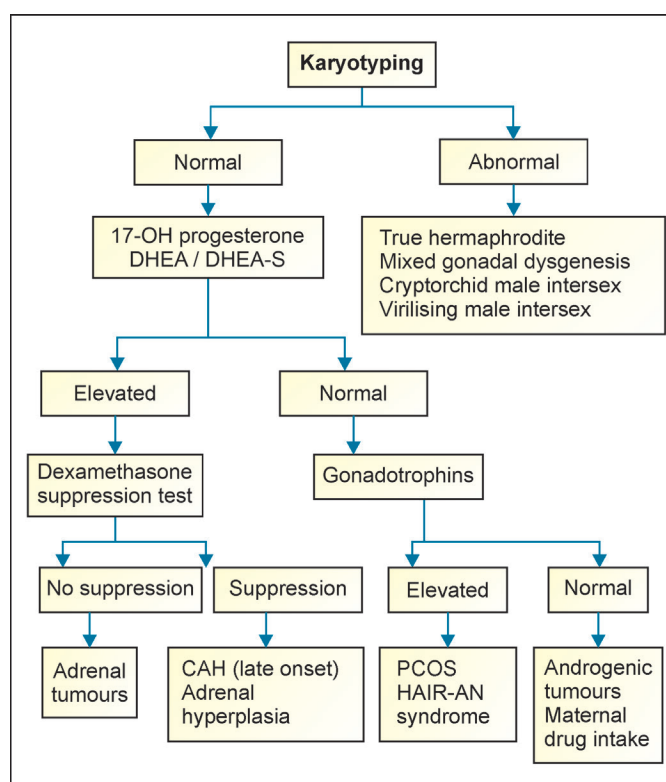 Karyotyping
Normal
Abnormal
17-OH progesterone
DHEA / DHEA-S
True hermaphrodite
Mixed gonadal dysgenesis
Cryptorchid male intersex
Virilising male intersex
Elevated
Normal
Dexamethasone
suppression test
Gonadotrophins
No suppression
Suppression
Elevated
Normal
Adrenal
tumours
CAH (late onset)
Adrenal
hyperplasia
PCOS
HAIR-AN
syndrome
Androgenic
tumours
Maternal
drug intake